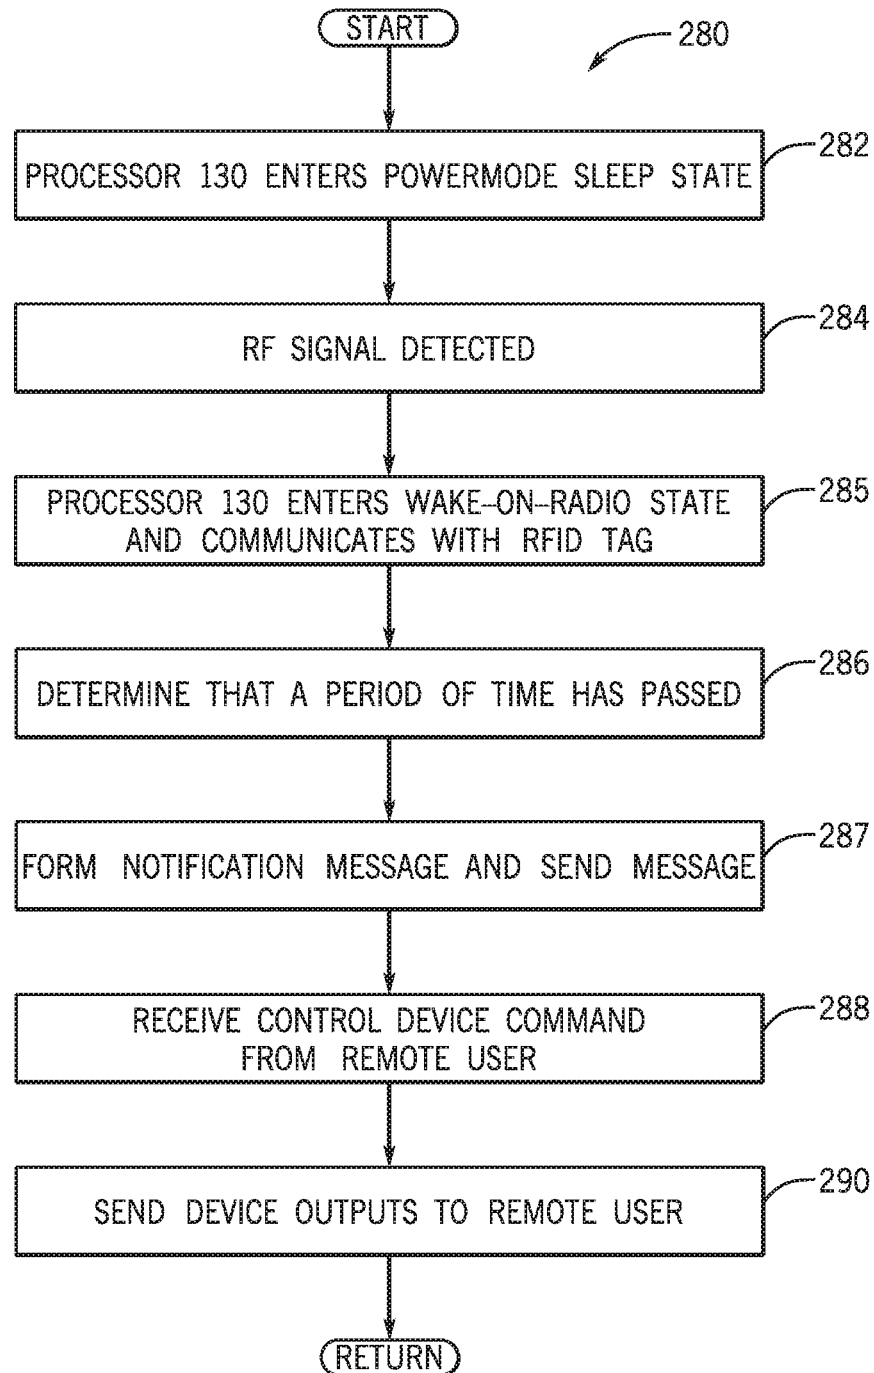 START
280
PROCESSOR 130 ENTERS POWERMODE SLEEP STATE
282
RF SIGNAL DETECTED
284
PROCESSOR 130 ENTERS WAKE-ON-RADIO STATE
AND COMMUNICATES WITH RFID TAG
285
DETERMINE THAT A PERIOD OF TIME HAS PASSED
286
FORM NOTIFICATION MESSAGE AND SEND MESSAGE
287
RECEIVE CONTROL DEVICE COMMAND
FROM REMOTE USER
288
SEND DEVICE OUTPUTS TO REMOTE USER
290
RETURN